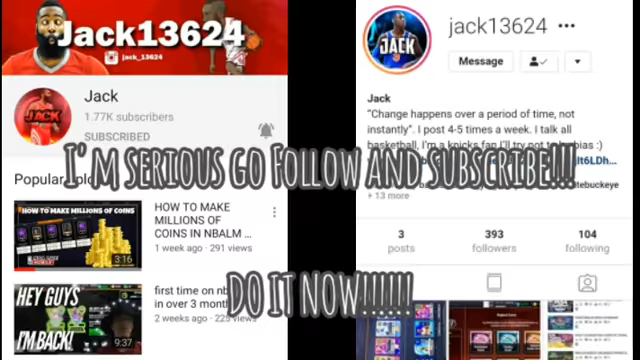 Jack13624
jack_13624
JACK
Jack
1.77K subscribers
SUBSCRIBED
Popular
HOW TO MAKE MILLIONS OF COINS
3:16
HOW TO MAKE
MILLIONS OF
COINS IN NBALM ...
1 week ago · 291 views
HEY GUYS
I'M BACK!
9:37
first time on
in over 3
2 weeks ago · 225 views
jack13624
JACK
Message
Jack
"Change happens over a period of time, not
instantly". I post 4-5 times a week. I talk all
basketball, I'm a knicks fan I'll try not to :)
+ 13 more
3
posts
393
followers
104
following
I'M SERIOUS GO FOLLOW AND SUBSCRIBE!!!
DO IT NOW!!!!!!